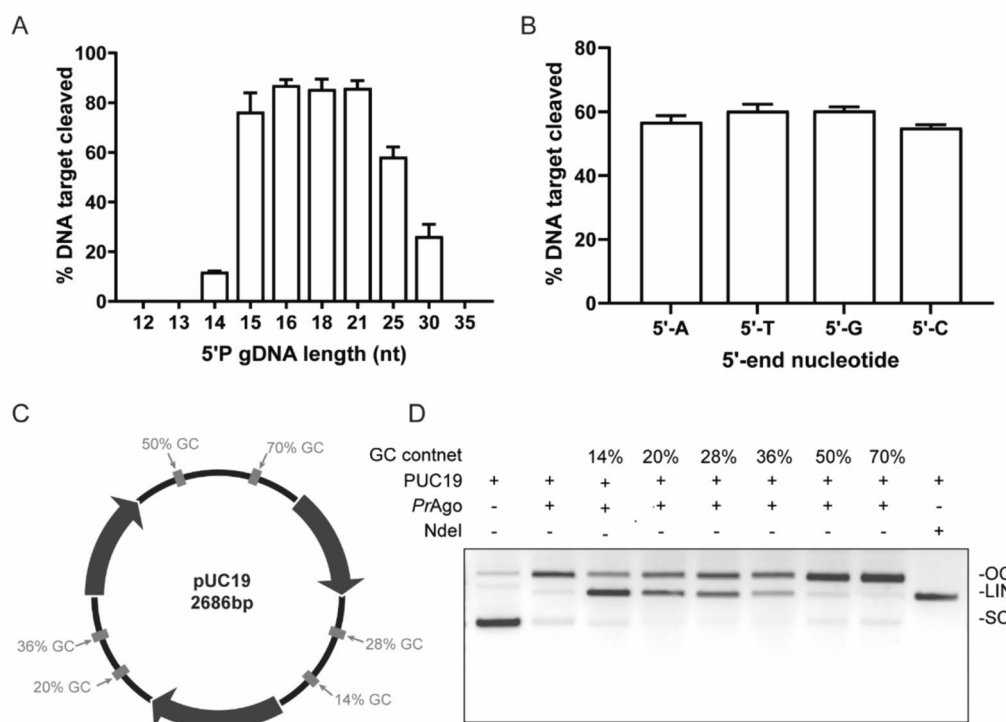 A
% DNA target cleaved
100
80
60
40
20
0
12 13 14 15 16 18 21 25 30 35
5'P gDNA length (nt)
B
% DNA target cleaved
80
60
40
20
0
5'-A 5'-T 5'-G 5'-C
5'-end nucleotide
C
50% GC
70% GC
pUC19
2686bp
36% GC
28% GC
20% GC
14% GC
D
GC contnet 14% 20% 28% 36% 50% 70%
PUC19 + + + + + + + + +
PrAgo - + + + + + + + -
NdeI - - - - - - - - +
-OC
-LIN
-SC